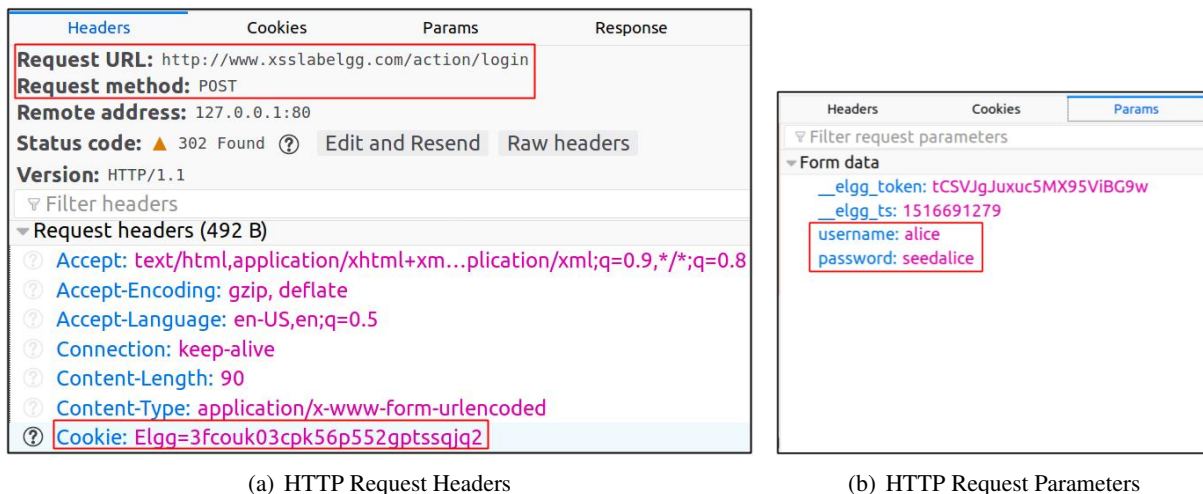 Headers Cookies Params Response
Request URL: http://www.xsslabelgg.com/action/login
Request method: POST
Remote address: 127.0.0.1:80
Status code: 302 Found Edit and Resend Raw headers
Version: HTTP/1.1
Filter headers
Request headers (492 B)
Accept: text/html,application/xhtml+xm…plication/xml;q=0.9,*/*;q=0.8
Accept-Encoding: gzip, deflate
Accept-Language: en-US,en;q=0.5
Connection: keep-alive
Content-Length: 90
Content-Type: application/x-www-form-urlencoded
Cookie: Elgg=3fcouk03cpk56p552gptssqjq2
(a) HTTP Request Headers
Headers Cookies Params
Filter request parameters
Form data
__elgg_token: tCSVJgJuxuc5MX95ViBG9w
__elgg_ts: 1516691279
username: alice
password: seedalice
(b) HTTP Request Parameters